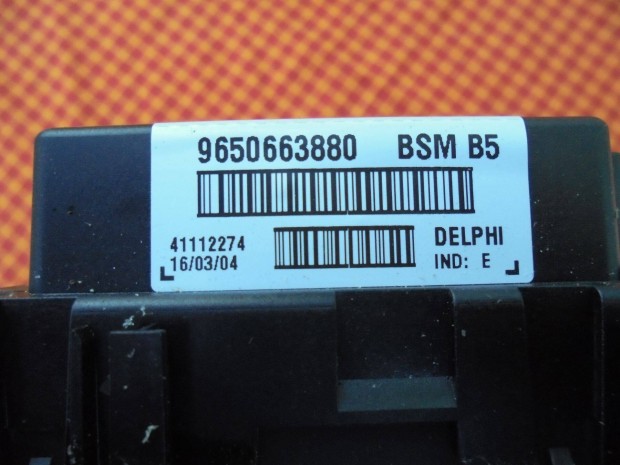 9650663880 BSM B5
41112274 DELPHI
16/03/04 IND: E